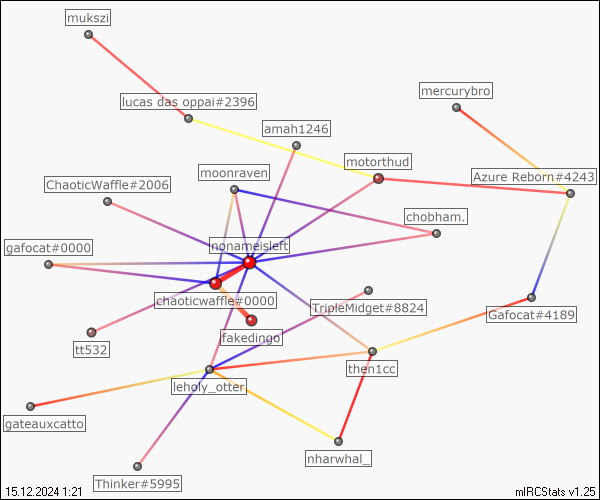 mukszi
mercurybro
lucas das oppai#2396
amah1246
motorthud
moonraven
Azure Reborn#4243
ChaoticWaffle#2006
chobham.
gafocat#0000
nonameisleft
chaoticwaffle#0000
TripleMidget#8824
Gafocat#4189
fakedingo
tt532
then1cc
leholy_otter
gateauxcatto
nharwhal_
Thinker#5995
15.12.2024 1:21
mIRCStats v1.25